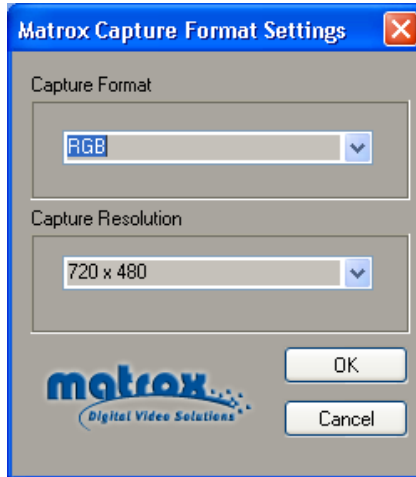 Matrox Capture Format Settings
Capture Format
RGB
Capture Resolution
720 x 480
OK
matrox
Digital Video Solutions
Cancel